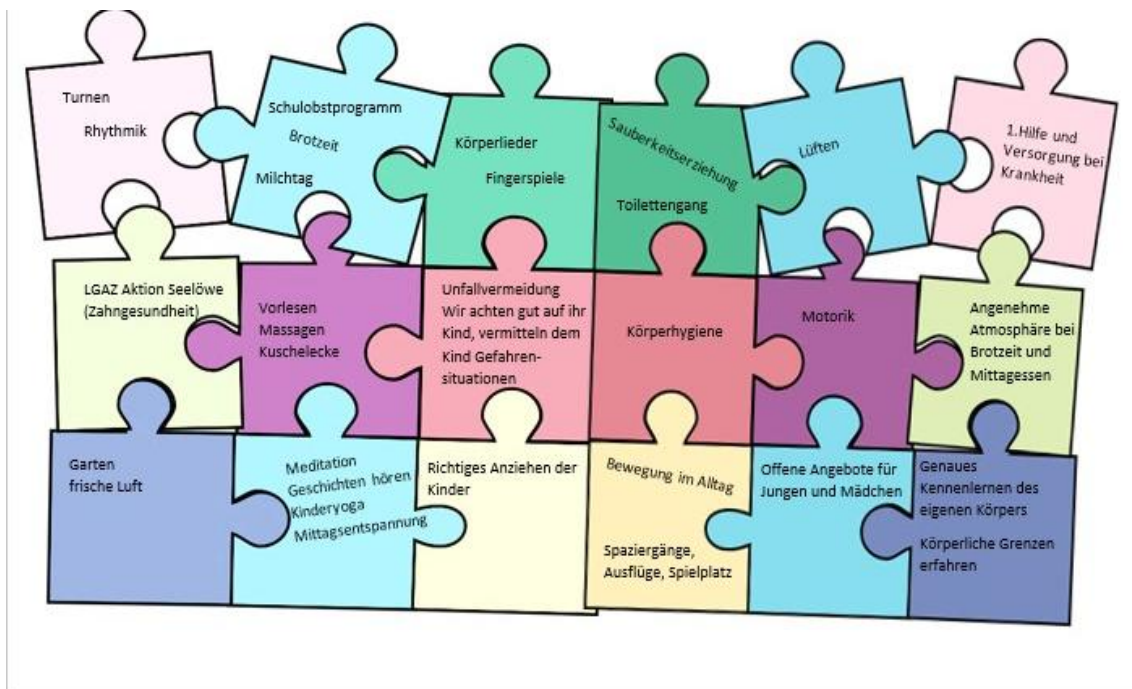 Turnen
Rhythmik
Schulobstprogramm
Brotzeit
Milchtag
Körperlieder
Fingerspiele
Sauberkeitserziehung
Toilettengang
Lüften
1.Hilfe und
Versorgung bei
Krankheit
LGAZ Aktion Seelöwe
(Zahngesundheit)
Vorlesen
Massagen
Kuschelecke
Unfallvermeidung
Wir achten gut auf ihr
Kind, vermitteln dem
Kind Gefahren-
situationen
Körperhygiene
Motorik
Angenehme
Atmosphäre bei
Brotzeit und
Mittagessen
Garten
frische Luft
Meditation
Geschichten hören
Kinderyoga
Mittagsentspannung
Richtiges Anziehen der
Kinder
Bewegung im Alltag
Spaziergänge,
Ausflüge, Spielplatz
Offene Angebote für
Jungen und Mädchen
Genaues
Kennenlernen des
eigenen Körpers
Körperliche Grenzen
erfahren